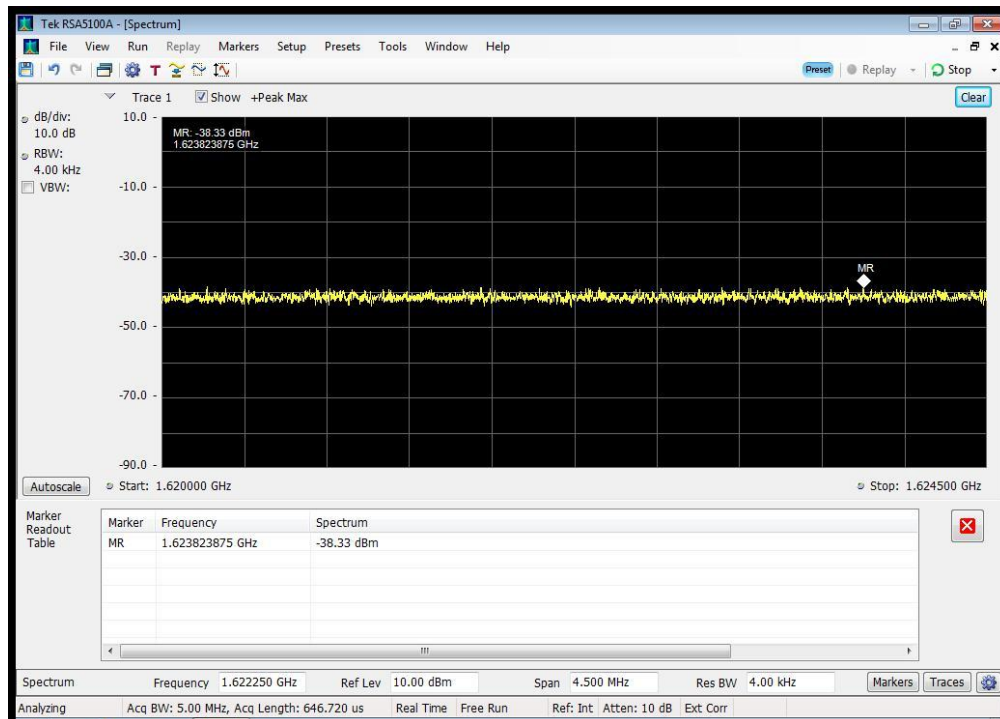 Tek RSA5100A - [Spectrum]
File View Run Replay Markers Setup Presets Tools Window Help
Preset Replay Stop
Trace 1 Show +Peak Max Clear
dB/div:
10.0 dB
RBW:
4.00 kHz
VBW:
10.0
-10.0
-30.0
-50.0
-70.0
-90.0
MR: -38.33 dBm
1.623823875 GHz
MR
Autoscale Start: 1.620000 GHz Stop: 1.624500 GHz
Marker
Readout
Table
Marker Frequency Spectrum
MR 1.623823875 GHz -38.33 dBm
Spectrum Frequency 1.622250 GHz Ref Lev 10.00 dBm Span 4.500 MHz Res BW 4.00 kHz Markers Traces
Analyzing Acq BW: 5.00 MHz, Acq Length: 646.720 us Real Time Free Run Ref: Int Atten: 10 dB Ext Corr